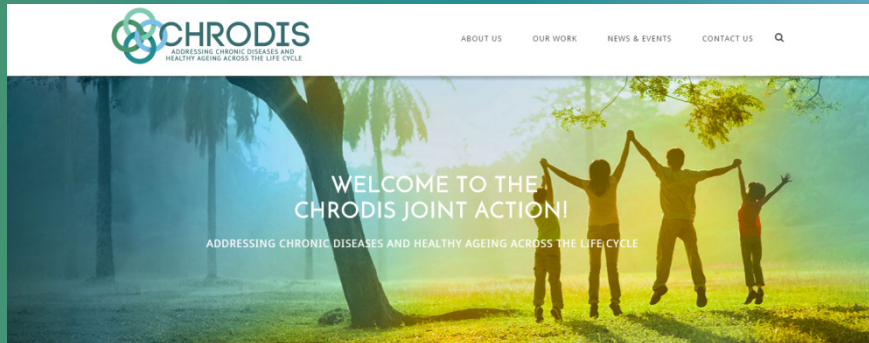 CHRODIS
ADDRESSING CHRONIC DISEASES AND
HEALTHY AGEING ACROSS THE LIFE CYCLE
ABOUT US
OUR WORK
NEWS & EVENTS
CONTACT US
WELCOME TO THE
CHRODIS JOINT ACTION!
ADDRESSING CHRONIC DISEASES AND HEALTHY AGEING ACROSS THE LIFE CYCLE